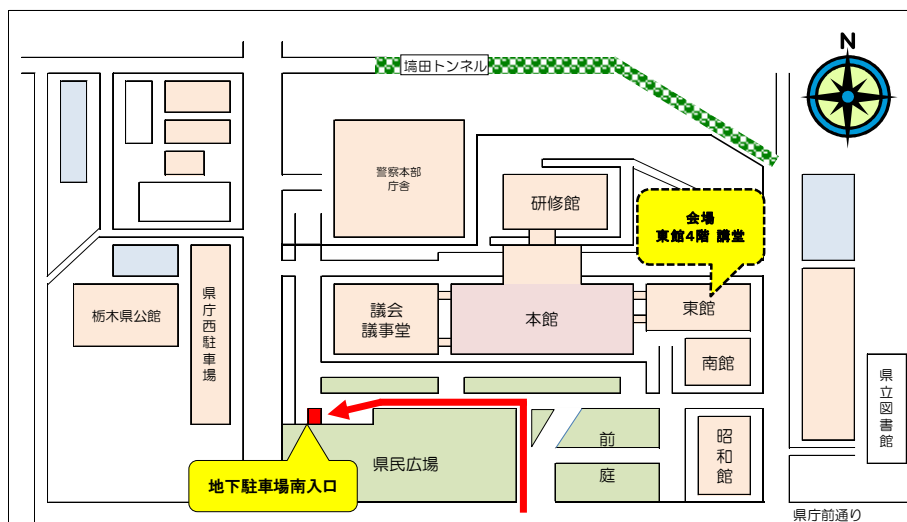 塙田トンネル
N
警察本部
庁舎
研修館
会場
東館4階 講堂
栃木県公館
県庁西駐車場
議会
議事堂
本館
東館
南館
県立図書館
昭和館
前
庭
県民広場
地下駐車場南入口
県庁前通り